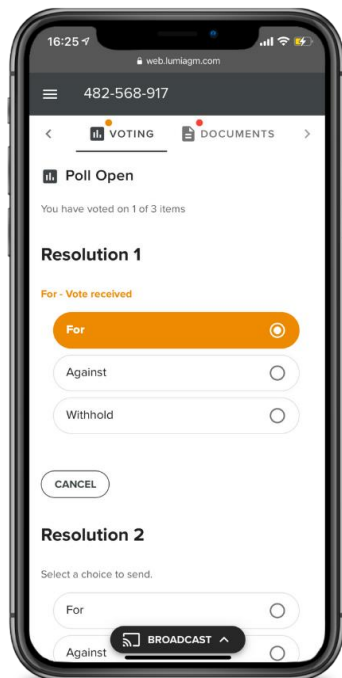 16:25
web.lumiagm.com
482-568-917
VOTING
DOCUMENTS
Poll Open
You have voted on 1 of 3 items
Resolution 1
For - Vote received
For
Against
Withhold
CANCEL
Resolution 2
Select a choice to send.
For
BROADCAST
Against